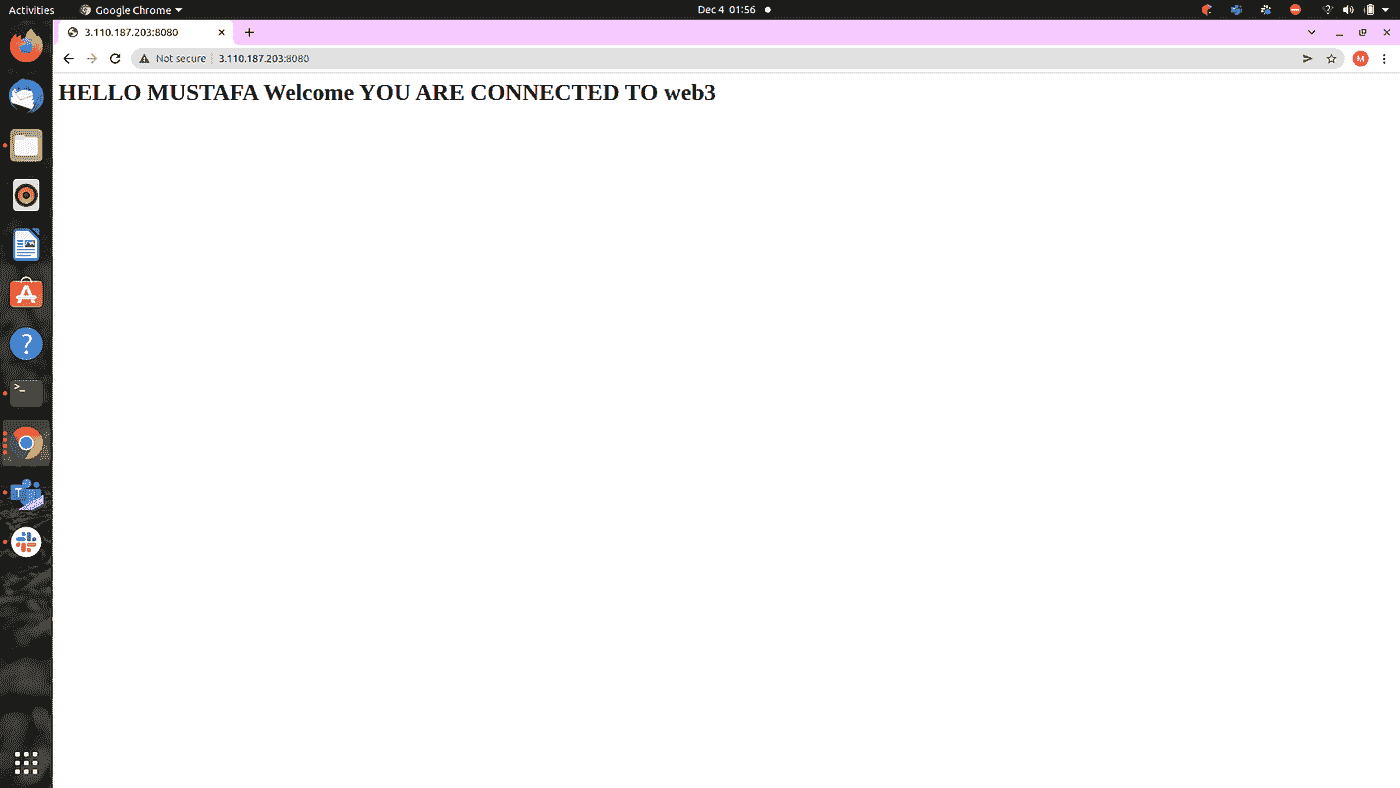 Activities Google Chrome Dec 4 01:56
3.110.187.203:8080
Not secure 3.110.187.203:8080 M
HELLO MUSTAFA Welcome YOU ARE CONNECTED TO web3